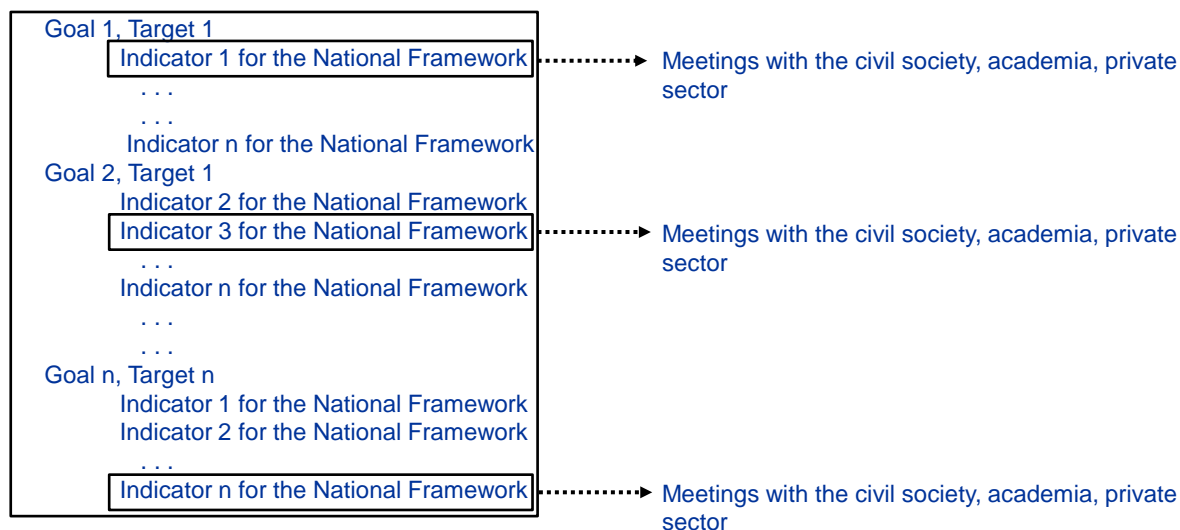 Goal 1, Target 1
Indicator 1 for the National Framework
Meetings with the civil society, academia, private
sector
. . .
. . .
Indicator n for the National Framework
Goal 2, Target 1
Indicator 2 for the National Framework
Indicator 3 for the National Framework
Meetings with the civil society, academia, private
sector
. . .
Indicator n for the National Framework
. . .
. . .
Goal n, Target n
Indicator 1 for the National Framework
Indicator 2 for the National Framework
. . .
Indicator n for the National Framework
Meetings with the civil society, academia, private
sector